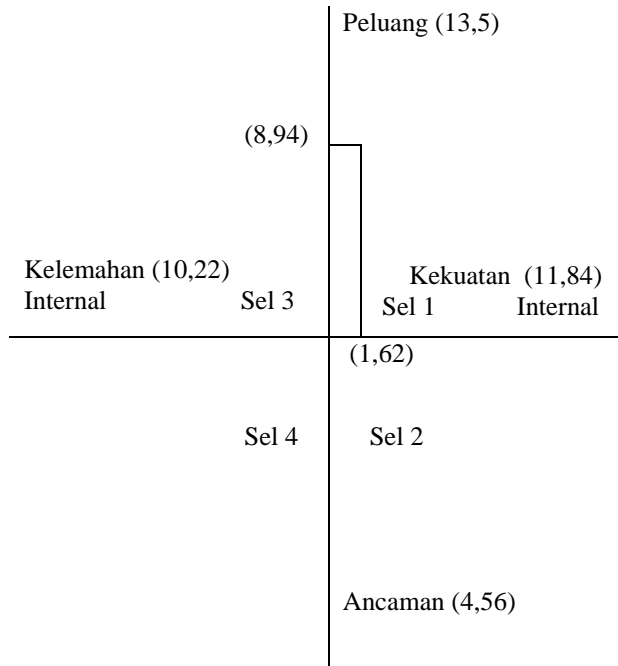 Peluang (13,5)
(8,94)
Kelemahan (10,22)
Internal
Sel 3
Kekuatan (11,84)
Sel 1
Internal
(1,62)
Sel 4
Sel 2
Ancaman (4,56)